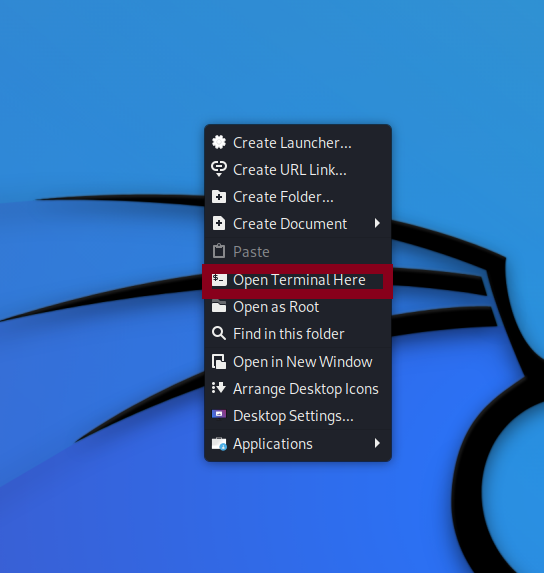 Create Launcher...
Create URL Link...
Create Folder...
Create Document
Paste
Open Terminal Here
Open as Root
Find in this folder
Open in New Window
Arrange Desktop Icons
Desktop Settings...
Applications